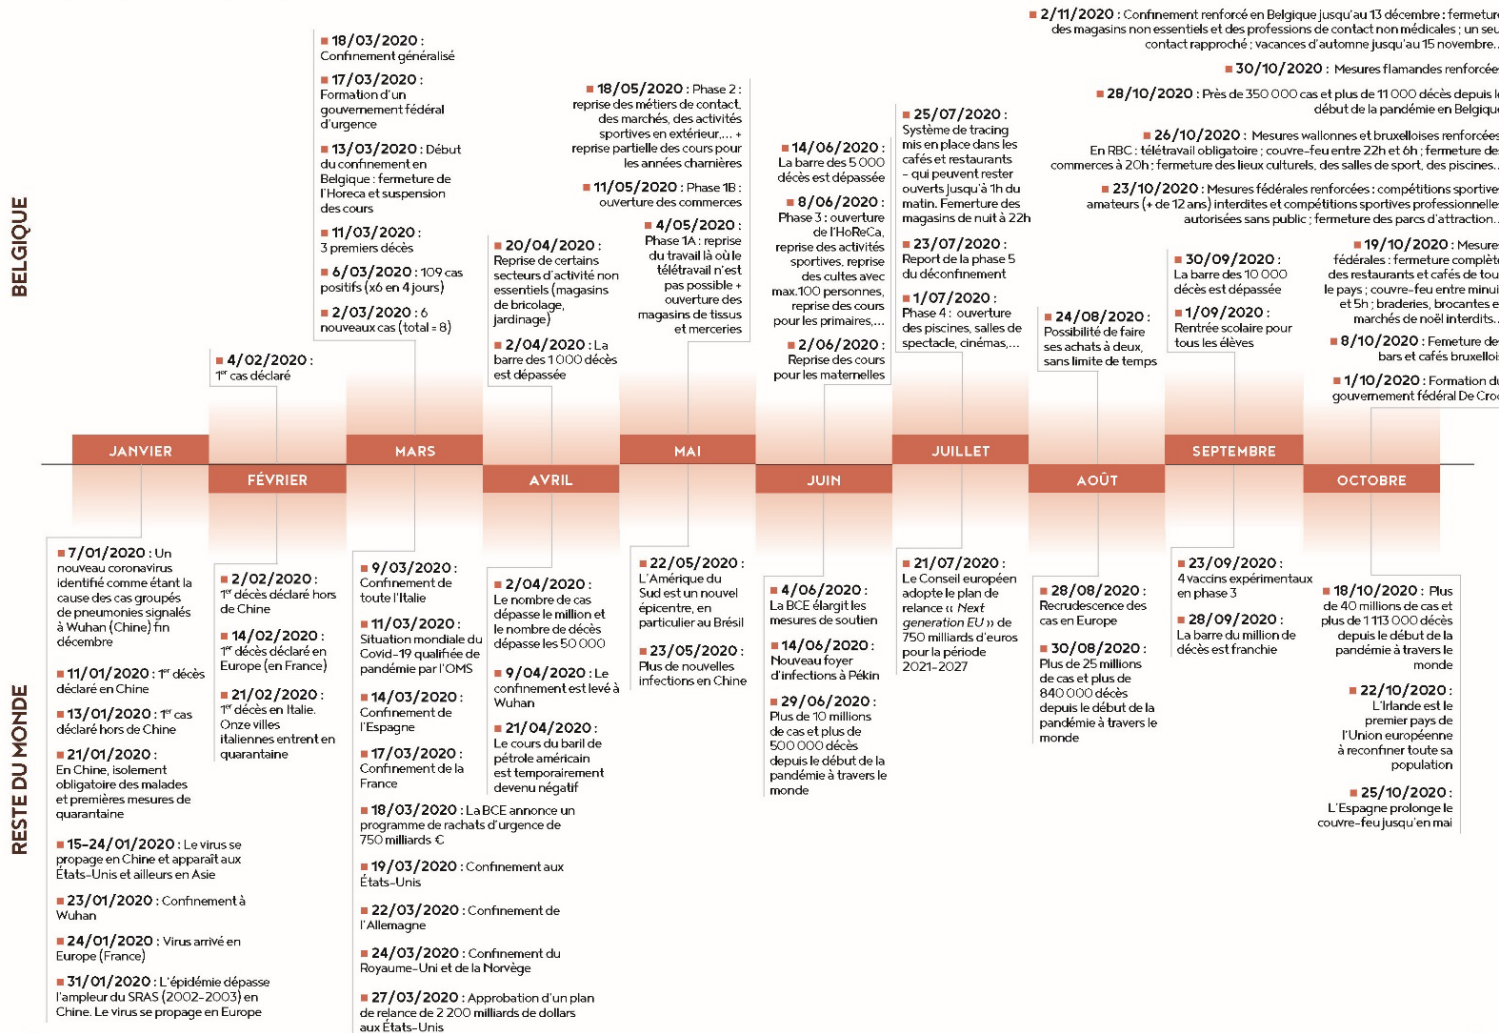 BELGIQUE
4/02/2020 :
1er cas déclaré
18/03/2020 :
Confinement généralisé
17/03/2020 :
Formation d'un
gouvernement fédéral
d'urgence
13/03/2020 : Début
du confinement en
Belgique : fermeture de
l'Horeca et suspension
des cours
11/03/2020 :
3 premiers décès
6/03/2020 : 109 cas
positifs (x6 en 4 jours)
2/03/2020 : 6
nouveaux cas (total = 8)
20/04/2020 :
Reprise de certains
secteurs d'activité non
essentiels (magasins
de bricolage,
jardinage)
2/04/2020 : La
barre des 1 000 décès
est dépassée
18/05/2020 : Phase 2 :
reprise des métiers de contact,
des marchés, des activités
sportives en extérieur,... +
reprise partielle des cours pour
les années charnières
11/05/2020 : Phase 1B :
ouverture des commerces
4/05/2020 :
Phase 1A : reprise
du travail là où le
télétravail n'est
pas possible +
ouverture des
magasins de tissus
et merceries
14/06/2020 :
La barre des 5 000
décès est dépassée
8/06/2020 :
Phase 3 : ouverture
de l'HoReCa,
reprise des activités
sportives, reprise
des cultes avec
max.100 personnes,
reprise des cours
pour les primaires,...
2/06/2020 :
Reprise des cours
pour les maternelles
25/07/2020 :
Système de tracing
mis en place dans les
cafés et restaurants
- qui peuvent rester
ouverts jusqu'à 1h du
matin. Femerture des
magasins de nuit à 22h
23/07/2020 :
Report de la phase 5
du déconfinement
1/07/2020 :
Phase 4 : ouverture
des piscines, salles de
spectacle, cinémas,...
24/08/2020 :
Possibilité de faire
ses achats à deux,
sans limite de temps
30/09/2020 :
La barre des 10 000
décès est dépassée
1/09/2020 :
Rentrée scolaire pour
tous les élèves
2/11/2020 : Confinement renforcé en Belgique jusqu'au 13 décembre : fermeture
des magasins non essentiels et des professions de contact non médicales ; un seu
contact rapproché ; vacances d'automne jusqu'au 15 novembre..
30/10/2020 : Mesures flamandes renforcées
28/10/2020 : Près de 350 000 cas et plus de 11 000 décès depuis le
début de la pandémie en Belgique
26/10/2020 : Mesures wallonnes et bruxelloises renforcées
En RBC : télétravail obligatoire ; couvre-feu entre 22h et 6h ; fermeture des
commerces à 20h ; fermeture des lieux culturels, des salles de sport, des piscines..
23/10/2020 : Mesures fédérales renforcées : compétitions sportives
amateurs (+ de 12 ans) interdites et compétitions sportives professionnelles
autorisées sans public ; fermeture des parcs d'attraction..
19/10/2020 : Mesures
fédérales : fermeture complète
des restaurants et cafés de tou
le pays ; couvre-feu entre minui
et 5h ; braderies, brocantes e
marchés de noël interdits..
8/10/2020 : Femeture des
bars et cafés bruxellois
1/10/2020 : Formation du
gouvernement fédéral De Croo
JANVIER
FÉVRIER
MARS
AVRIL
MAI
JUIN
JUILLET
AOÛT
SEPTEMBRE
OCTOBRE
RESTE DU MONDE
7/01/2020 : Un
nouveau coronavirus
identifié comme étant la
cause des cas groupés
de pneumonies signalés
à Wuhan (Chine) fin
décembre
11/01/2020 : 1er décès
déclaré en Chine
13/01/2020 : 1er cas
déclaré hors de Chine
21/01/2020 :
En Chine, isolement
obligatoire des malades
et premières mesures de
quarantaine
15-24/01/2020 : Le virus se
propage en Chine et apparaît aux
États-Unis et ailleurs en Asie
23/01/2020 : Confinement à
Wuhan
24/01/2020 : Virus arrivé en
Europe (France)
31/01/2020 : L'épidémie dépasse
l'ampleur du SRAS (2002-2003) en
Chine. Le virus se propage en Europe
2/02/2020 :
1er décès déclaré hors
de Chine
14/02/2020 :
1er décès déclaré en
Europe (en France)
21/02/2020 :
1er décès en Italie.
Onze villes
italiennes entrent en
quarantaine
9/03/2020 :
Confinement de
toute l'Italie
11/03/2020 :
Situation mondiale du
Covid-19 qualifiée de
pandémie par l'OMS
14/03/2020 :
Confinement de
l'Espagne
17/03/2020 :
Confinement de la
France
18/03/2020 : La BCE annonce un
programme de rachats d'urgence de
750 milliards €
19/03/2020 : Confinement aux
États-Unis
22/03/2020 : Confinement de
l'Allemagne
24/03/2020 : Confinement du
Royaume-Uni et de la Norvège
27/03/2020 : Approbation d'un plan
de relance de 2 200 milliards de dollars
aux États-Unis
2/04/2020 :
Le nombre de cas
dépasse le million et
le nombre de décès
dépasse les 50 000
9/04/2020 : Le
confinement est levé à
Wuhan
21/04/2020 :
Le cours du baril de
pétrole américain
est temporairement
devenu négatif
22/05/2020 :
L'Amérique du
Sud est un nouvel
épicentre, en
particulier au Brésil
23/05/2020 :
Plus de nouvelles
infections en Chine
4/06/2020 :
La BCE élargit les
mesures de soutien
14/06/2020 :
Nouveau foyer
d'infections à Pékin
29/06/2020 :
Plus de 10 millions
de cas et plus de
500 000 décès
depuis le début de la
pandémie à travers le
monde
21/07/2020 :
Le Conseil européen
adopte le plan de
relance « Next
generation EU » de
750 milliards d'euros
pour la période
2021-2027
28/08/2020 :
Recrudescence des
cas en Europe
30/08/2020 :
Plus de 25 millions
de cas et plus de
840 000 décès
depuis le début de la
pandémie à travers le
monde
23/09/2020 :
4 vaccins expérimentaux
en phase 3
28/09/2020 :
La barre du million de
décès est franchie
18/10/2020 : Plus
de 40 millions de cas et
plus de 1 113 000 décès
depuis le début de la
pandémie à travers le
monde
22/10/2020 :
L'Irlande est le
premier pays de
l'Union européenne
à reconfiner toute sa
population
25/10/2020 :
L'Espagne prolonge le
couvre-feu jusqu'en mai